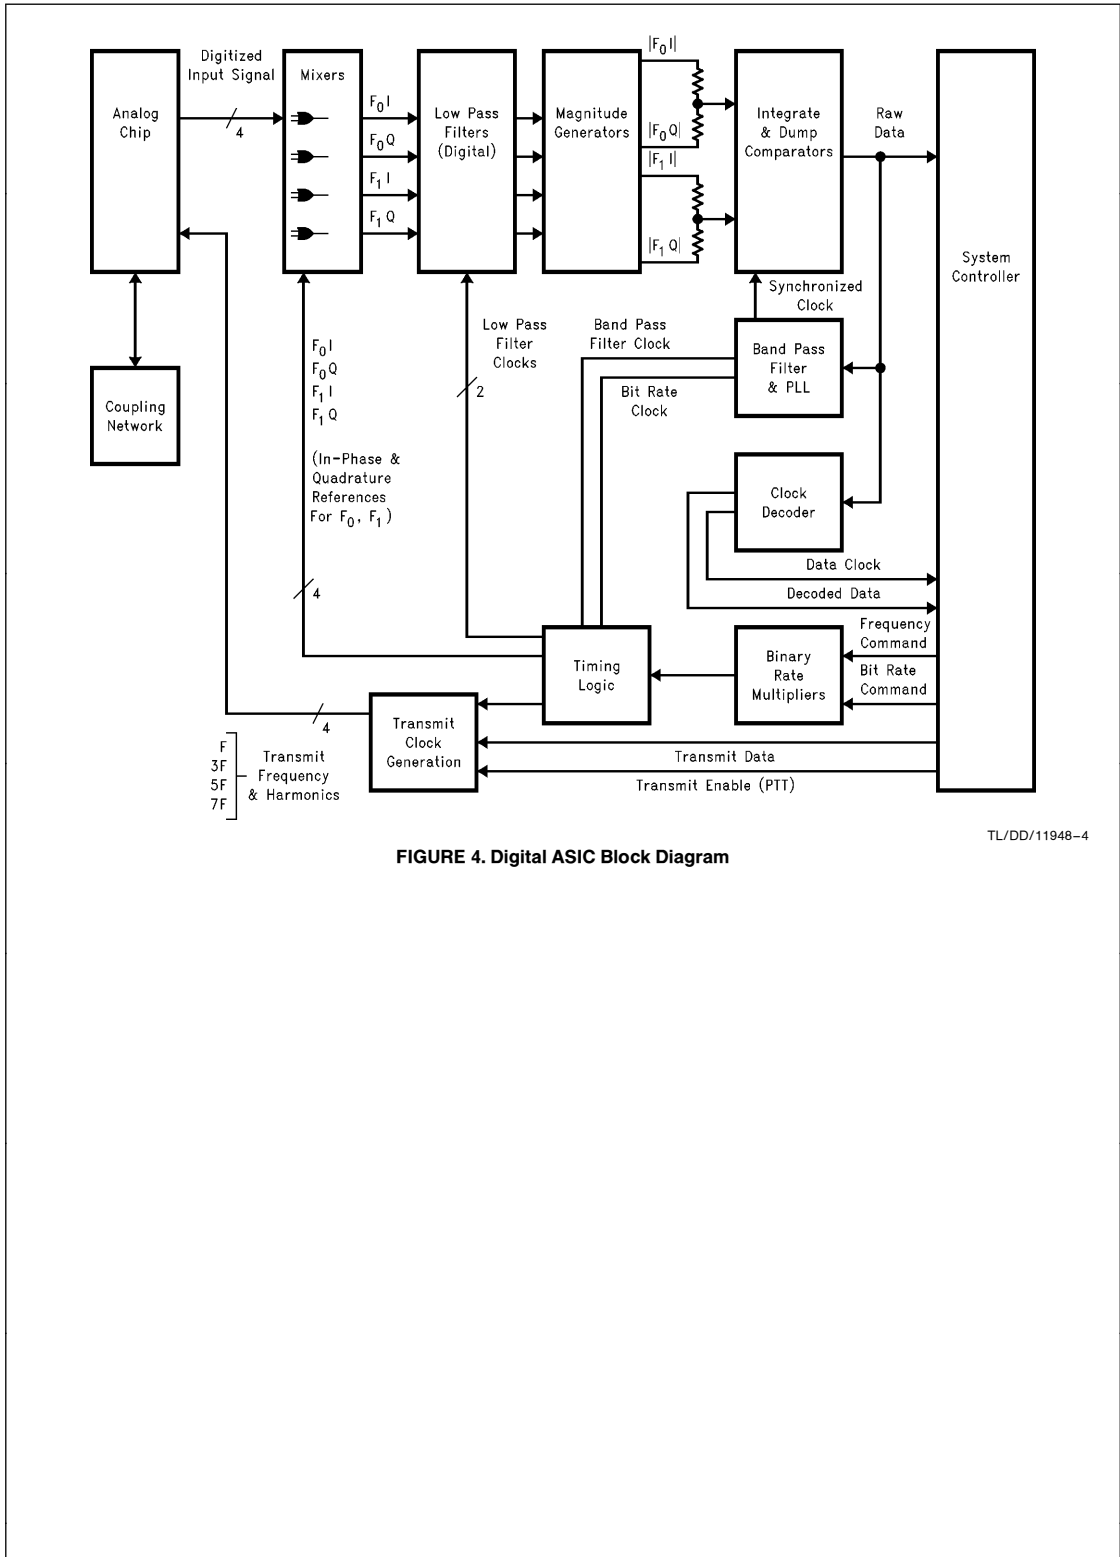 Digitized
Input Signal
4
Analog
Chip
Mixers
F0 I
F0 Q
F1 I
F1 Q
Low Pass
Filters
(Digital)
Magnitude
Generators
|F0 I|
|F0 Q|
|F1 I|
|F1 Q|
Integrate
& Dump
Comparators
Raw
Data
System
Controller
Synchronized
Clock
Low Pass
Filter
Clocks
2
Band Pass
Filter Clock
Bit Rate
Clock
Band Pass
Filter
& PLL
Coupling
Network
F0 I
F0 Q
F1 I
F1 Q
(In-Phase &
Quadrature
References
For F0, F1)
4
Clock
Decoder
Data Clock
Decoded Data
Frequency
Command
Bit Rate
Command
Binary
Rate
Multipliers
Timing
Logic
Transmit
Clock
Generation
4
F
3F
5F
7F
Transmit
Frequency
& Harmonics
Transmit Data
Transmit Enable (PTT)
TL/DD/11948–4
FIGURE 4. Digital ASIC Block Diagram